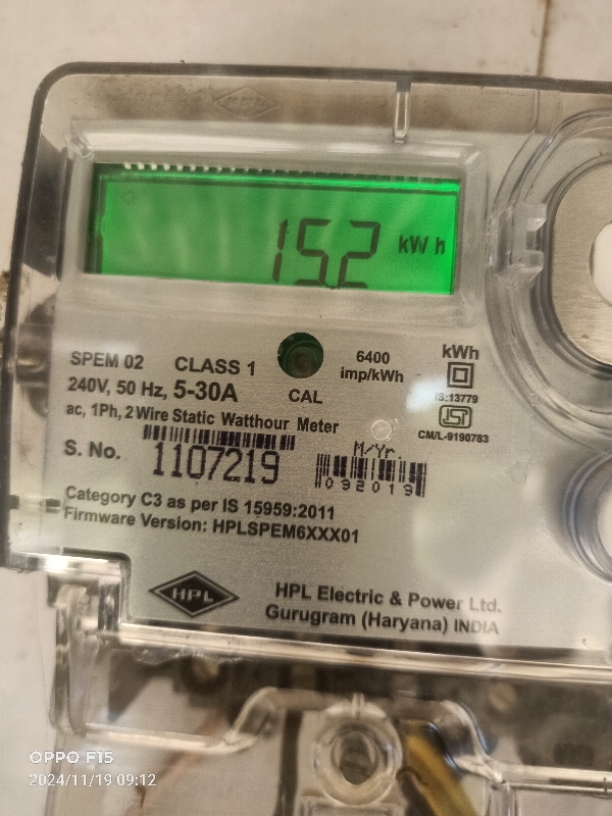 152 kWh
SPEM 02 CLASS 1
6400 imp/kWh
kWh
240V, 50 Hz, 5-30A
CAL
IS:13779
ac, 1Ph, 2 Wire Static Watthour Meter
CM/L-9190783
S. No. 1107219
M/Yr.
092019
Category C3 as per IS 15959:2011
Firmware Version: HPLSPEM6XXX01
HPL
HPL Electric & Power Ltd.
Gurugram (Haryana) INDIA
OPPO F15
2024/11/19 09:12